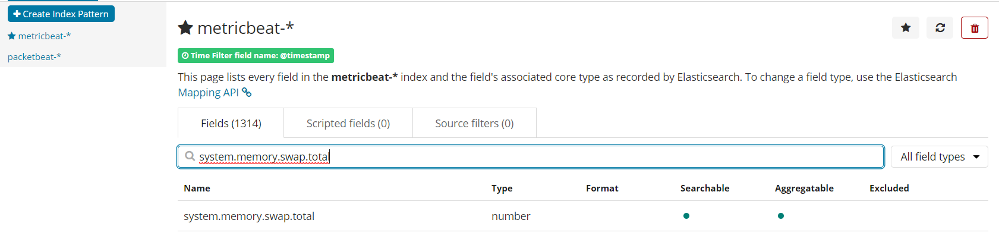 Create Index Pattern
metricbeat-*
packetbeat-*
metricbeat-*
Time Filter field name: @timestamp
This page lists every field in the metricbeat-* index and the field's associated core type as recorded by Elasticsearch. To change a field type, use the Elasticsearch
Mapping API
Fields (1314) Scripted fields (0) Source filters (0)
system.memory.swap.total All field types
Name Type Format Searchable Aggregatable Excluded
system.memory.swap.total number